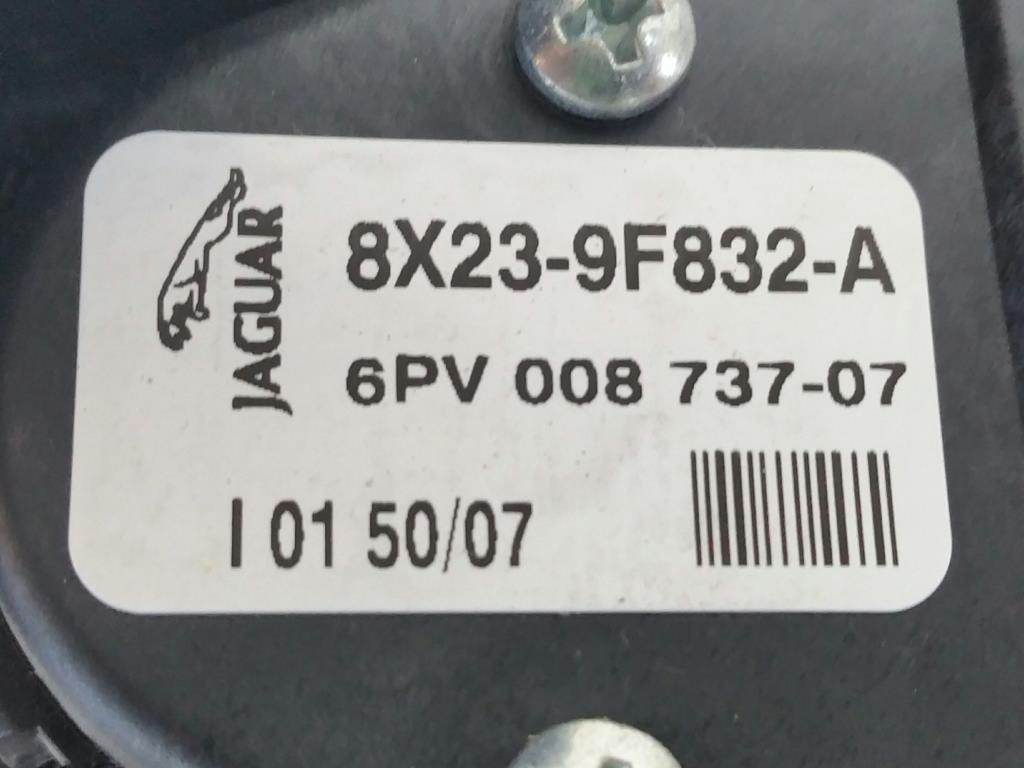 JAGUAR
8X23-9F832-A
6PV 008 737-07
I 01 50/07